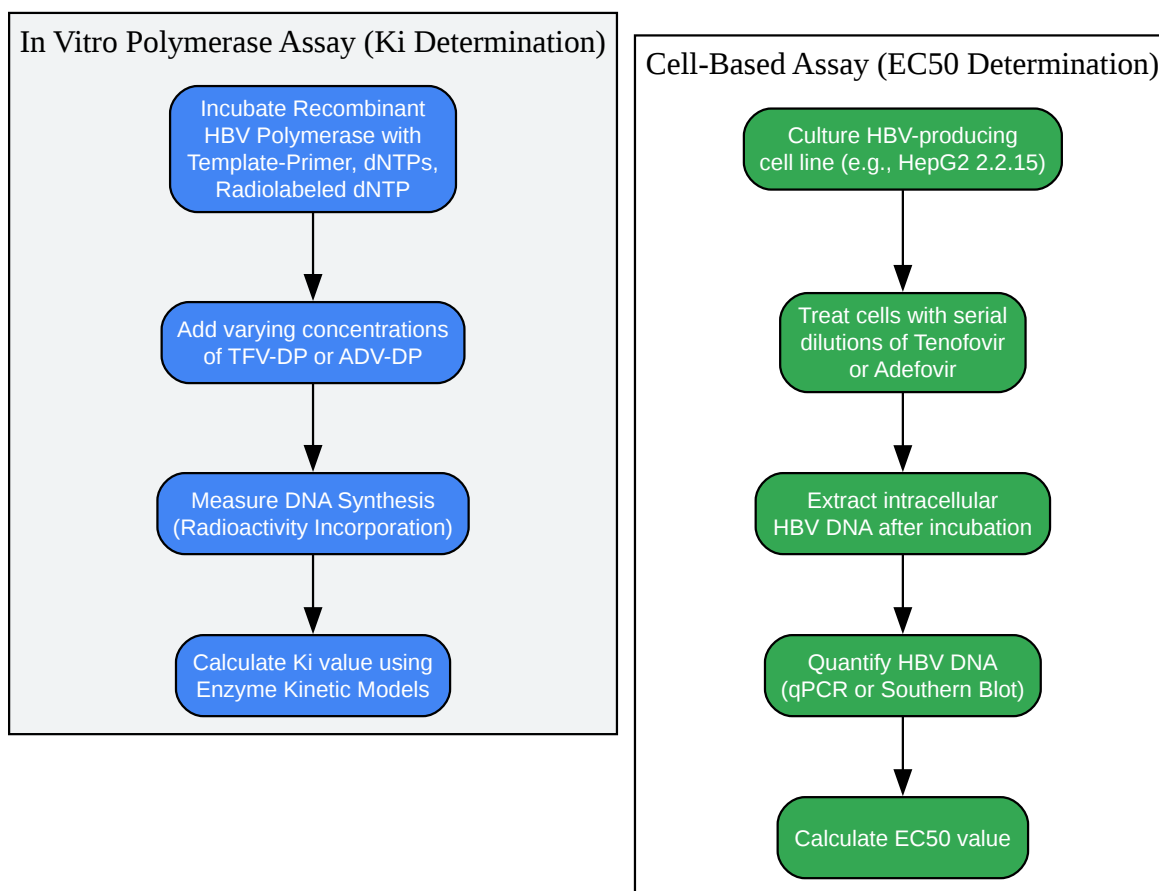 In Vitro Polymerase Assay (Ki Determination)
Incubate Recombinant
HBV Polymerase with
Template-Primer, dNTPs,
Radiolabeled dNTP
Add varying concentrations
of TFV-DP or ADV-DP
Measure DNA Synthesis
(Radioactivity Incorporation)
Calculate Ki value using
Enzyme Kinetic Models
Cell-Based Assay (EC50 Determination)
Culture HBV-producing
cell line (e.g., HepG2 2.2.15)
Treat cells with serial
dilutions of Tenofovir
or Adefovir
Extract intracellular
HBV DNA after incubation
Quantify HBV DNA
(qPCR or Southern Blot)
Calculate EC50 value